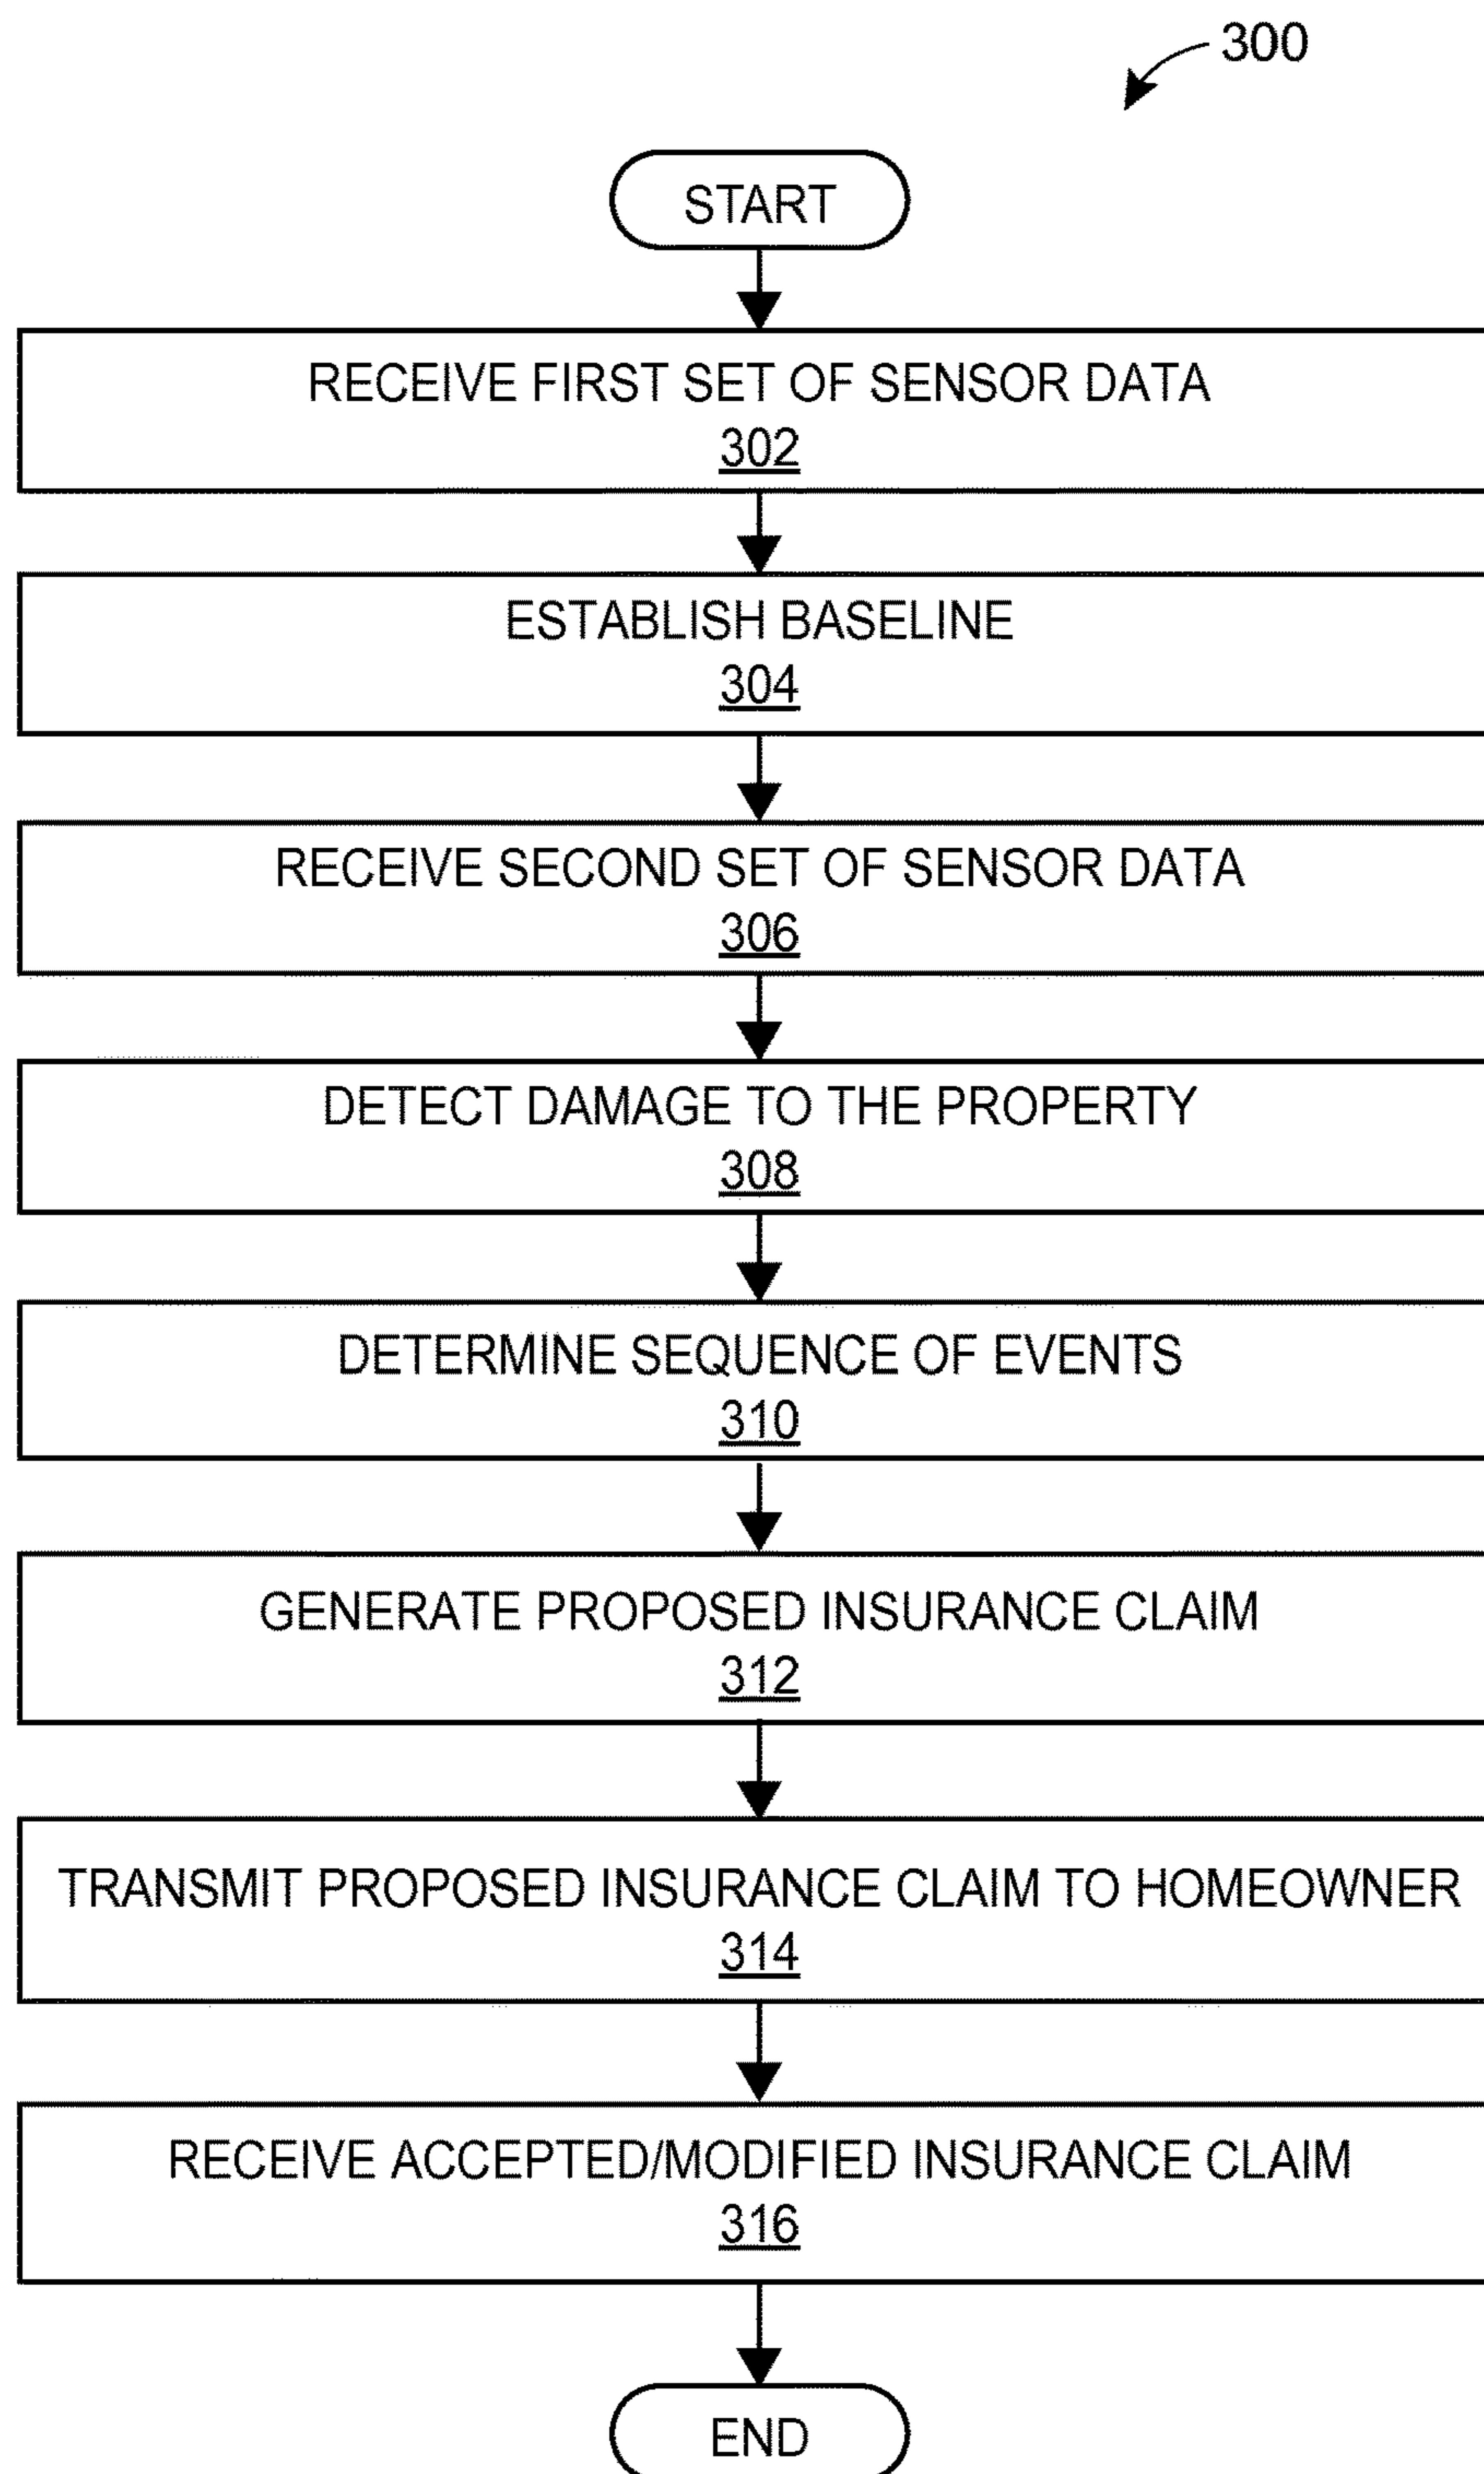 300
START
RECEIVE FIRST SET OF SENSOR DATA
302
ESTABLISH BASELINE
304
RECEIVE SECOND SET OF SENSOR DATA
306
DETECT DAMAGE TO THE PROPERTY
308
DETERMINE SEQUENCE OF EVENTS
310
GENERATE PROPOSED INSURANCE CLAIM
312
TRANSMIT PROPOSED INSURANCE CLAIM TO HOMEOWNER
314
RECEIVE ACCEPTED/MODIFIED INSURANCE CLAIM
316
END